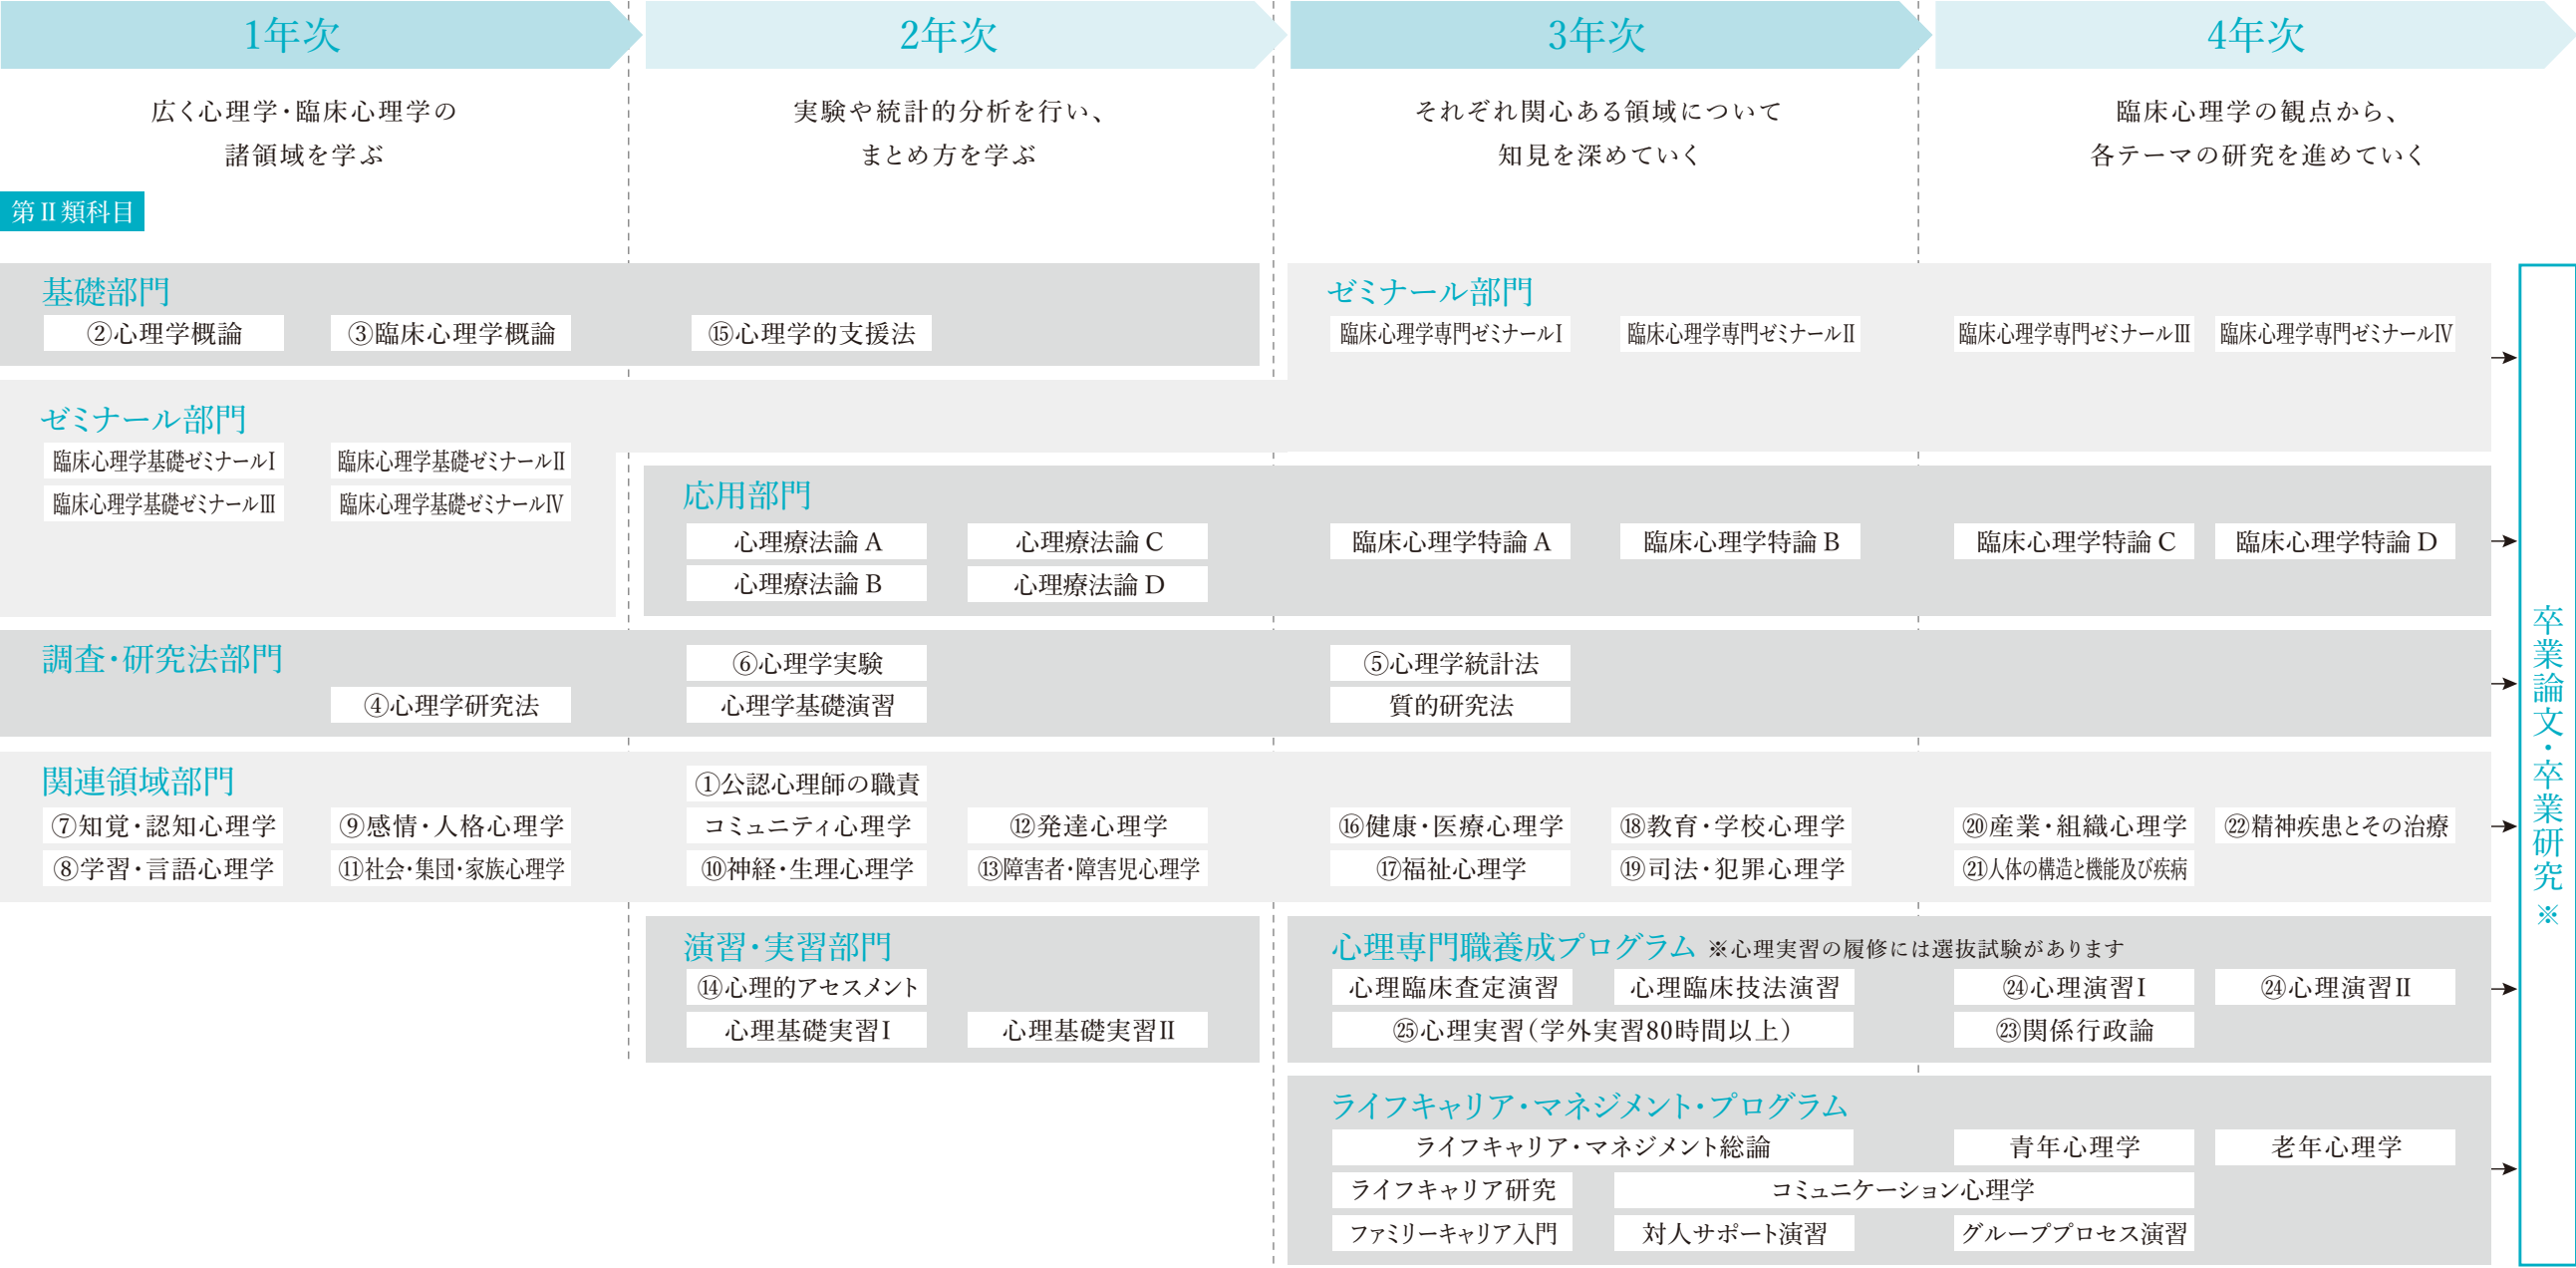 1年次
2年次
3年次
4年次
広く心理学・臨床心理学の
諸領域を学ぶ
実験や統計的分析を行い、
まとめ方を学ぶ
それぞれ関心ある領域について
知見を深めていく
臨床心理学の観点から、
各テーマの研究を進めていく
第Ⅱ類科目
基礎部門
②心理学概論
③臨床心理学概論
⑮心理学的支援法
ゼミナール部門
臨床心理学専門ゼミナールⅠ
臨床心理学専門ゼミナールⅡ
臨床心理学専門ゼミナールⅢ
臨床心理学専門ゼミナールⅣ
ゼミナール部門
臨床心理学基礎ゼミナールⅠ
臨床心理学基礎ゼミナールⅡ
臨床心理学基礎ゼミナールⅢ
臨床心理学基礎ゼミナールⅣ
応用部門
心理療法論 A
心理療法論 C
臨床心理学特論 A
臨床心理学特論 B
臨床心理学特論 C
臨床心理学特論 D
心理療法論 B
心理療法論 D
調査・研究法部門
⑥心理学実験
⑤心理学統計法
④心理学研究法
心理学基礎演習
質的研究法
関連領域部門
①公認心理師の職責
⑦知覚・認知心理学
⑨感情・人格心理学
コミュニティ心理学
⑫発達心理学
⑯健康・医療心理学
⑱教育・学校心理学
⑳産業・組織心理学
㉒精神疾患とその治療
⑧学習・言語心理学
⑪社会・集団・家族心理学
⑩神経・生理心理学
⑬障害者・障害児心理学
⑰福祉心理学
⑲司法・犯罪心理学
㉑人体の構造と機能及び疾病
演習・実習部門
⑭心理的アセスメント
心理基礎実習Ⅰ
心理基礎実習Ⅱ
心理専門職養成プログラム ※心理実習の履修には選抜試験があります
心理臨床査定演習
心理臨床技法演習
㉔心理演習Ⅰ
㉔心理演習Ⅱ
㉕心理実習(学外実習80時間以上)
㉓関係行政論
ライフキャリア・マネジメント・プログラム
ライフキャリア・マネジメント総論
青年心理学
老年心理学
ライフキャリア研究
コミュニケーション心理学
ファミリーキャリア入門
対人サポート演習
グループプロセス演習
卒業論文・卒業研究※